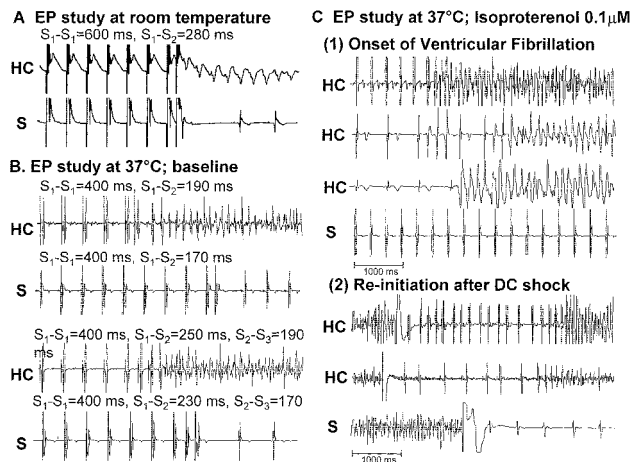 A EP study at room temperature
S1-S1=600 ms, S1-S2=280 ms
HC
S
B. EP study at 37°C; baseline
S1-S1=400 ms, S1-S2=190 ms
HC
S1-S1=400 ms, S1-S2=170 ms
S
S1-S1=400 ms, S1-S2=250 ms, S2-S3=190
ms
HC
S1-S1=400 ms, S1-S2=230 ms, S2-S3=170
S
C EP study at 37°C; Isoproterenol 0.1μM
(1) Onset of Ventricular Fibrillation
HC
HC
HC
S
1000 ms
(2) Re-initiation after DC shock
HC
HC
S
1000 ms